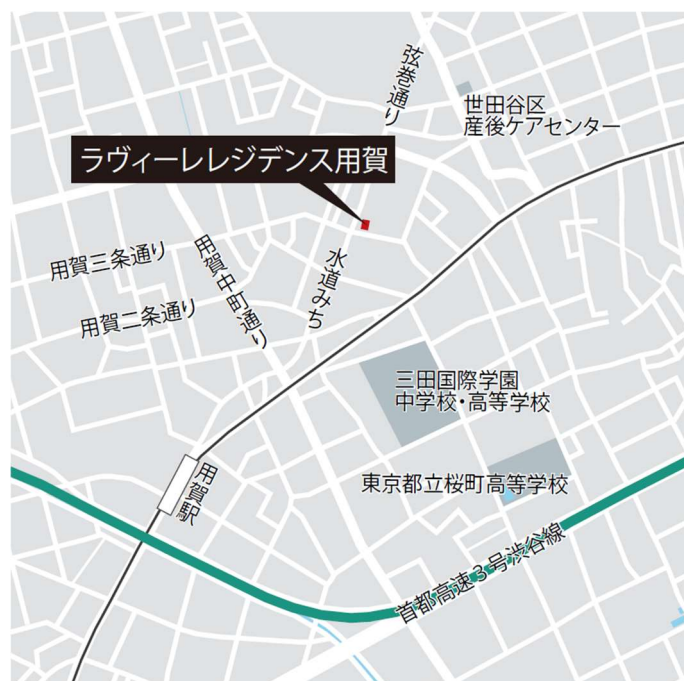 弦巻通り
世田谷区
産後ケアセンター
ラヴィーレレジデンス用賀
用賀三条通り
用賀中町通り
水道みち
用賀二条通り
三田国際学園
中学校・高等学校
用賀駅
東京都立桜町高等学校
首都高速3号渋谷線